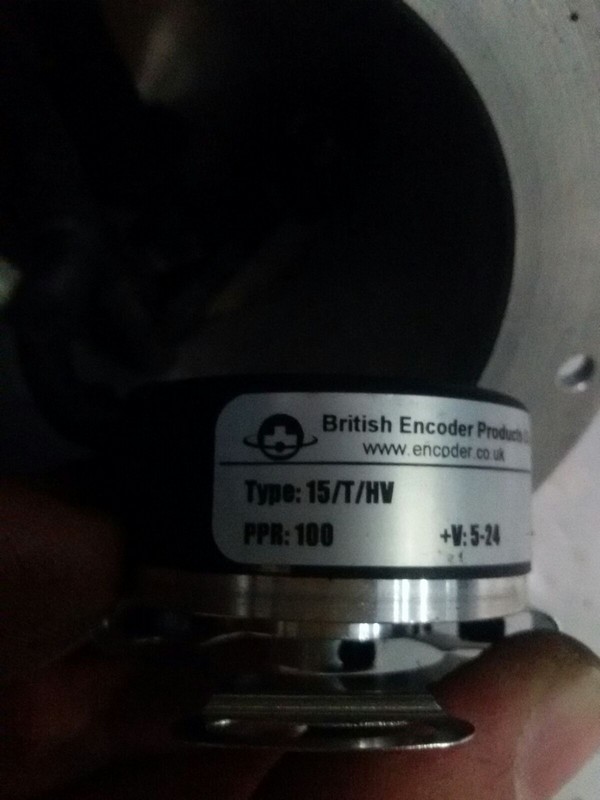 British Encoder Products
www.encoder.co.uk
Type: 15/T/HV
PPR: 100
+V: 5-24